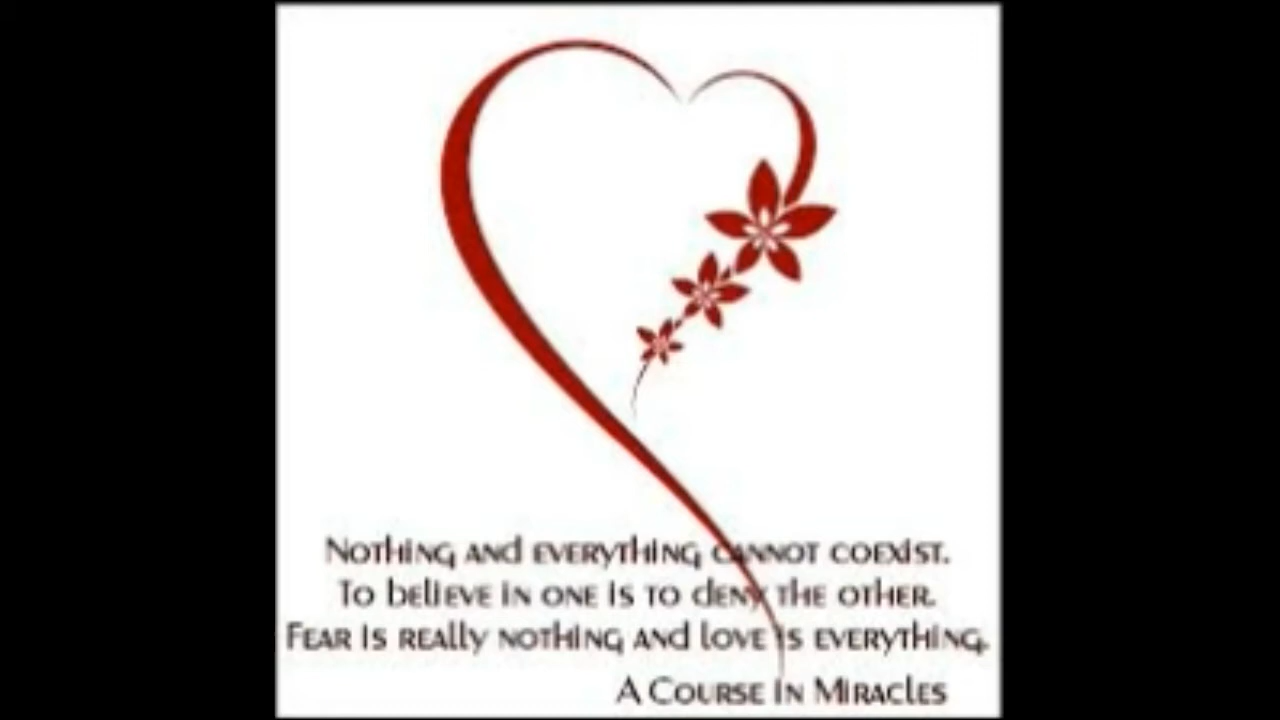 Nothing and everything cannot coexist.
To believe in one is to deny the other.
Fear is really nothing and love is everything.
A Course in Miracles